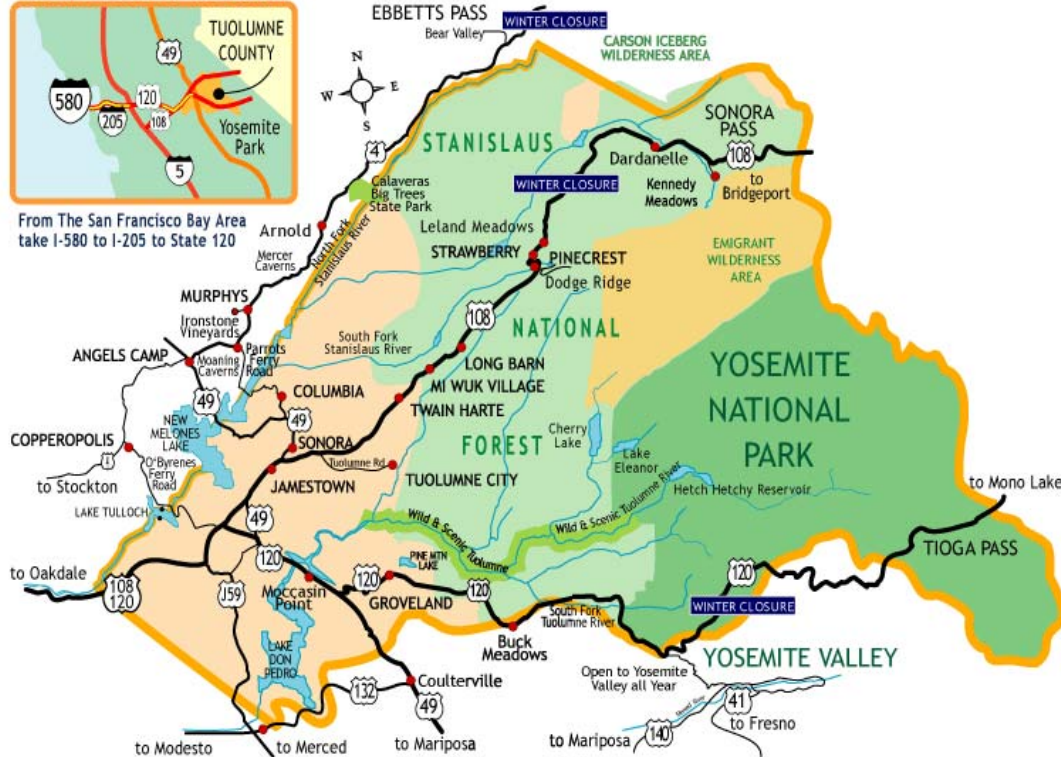 TUOLUMNE
COUNTY
49
580
120
205
108
Yosemite
Park
5
From The San Francisco Bay Area
take I-580 to I-205 to State 120
EBBETTS PASS
WINTER CLOSURE
Bear Valley
N
W E
S
CARSON ICEBERG
WILDERNESS AREA
4
STANISLAUS
SONORA
PASS
108
to
Bridgeport
Dardanelle
Kennedy
Meadows
WINTER CLOSURE
Calaveras
Big Trees
State Park
Arnold
North Fork
Stanislaus River
Mercer
Caverns
Leland Meadows
STRAWBERRY
PINECREST
Dodge Ridge
EMIGRANT
WILDERNESS
AREA
MURPHYS
Ironstone
Vineyards
108
NATIONAL
South Fork
Stanislaus River
ANGELS CAMP
Moaning
Caverns
Parrots
Ferry
Road
LONG BARN
MI WUK VILLAGE
YOSEMITE
NATIONAL
PARK
49
COLUMBIA
TWAIN HARTE
NEW
MELONES
LAKE
49
FOREST
Cherry
Lake
COPPEROPOLIS
SONORA
Lake
Eleanor
O'Byrenes
Ferry
Road
to Stockton
Tuolumne Rd
JAMESTOWN
TUOLUMNE CITY
Hetch Hetchy Reservoir
to Mono Lake
LAKE TULLOCH
49
Wild & Scenic Tuolumne
Wild & Scenic Tuolumne River
TIOGA PASS
120
PINE MTN
LAKE
to Oakdale
108
120
J59
Moccasin
Point
120
GROVELAND
120
120
WINTER CLOSURE
South Fork
Tuolumne River
Buck
Meadows
LAKE
DON
PEDRO
YOSEMITE VALLEY
Open to Yosemite
Valley all Year
132
Coulterville
49
41
to Fresno
140
to Modesto
to Merced
to Mariposa
to Mariposa